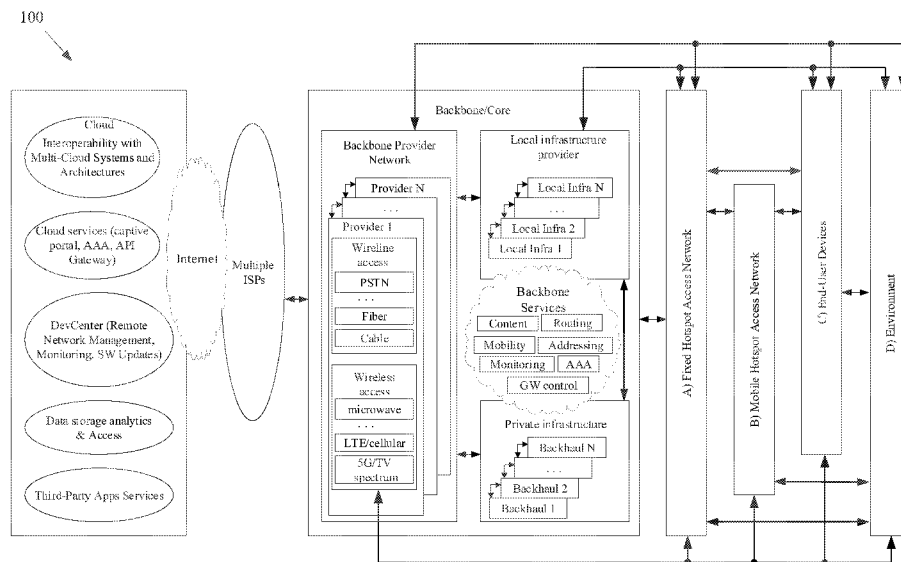 100
Cloud
Interoperability with
Multi-Cloud Systems and
Architectures
Cloud services (captive
portal, AAA, API
Gateway)
DevCenter (Remote
Network Management,
Monitoring, SW Updates)
Data storage analytics
& Access
Third-Party Apps Services
Internet
Multiple
ISPs
Backbone/Core
Backbone Provider
Network
Provider N
. . .
Provider 1
Wireline
access
PSTN
. . .
Fiber
Cable
Wireless
access
microwave
. . .
LTE/cellular
5G/TV
spectrum
Local infrastructure
provider
Local Infra N
. . .
Local Infra 2
Local Infra 1
Backbone
Services
Content
Routing
Mobility
Addressing
Monitoring
AAA
GW control
Private infrastructure
Backhaul N
. . .
Backhaul 2
Backhaul 1
A) Fixed Hotspot Access Network
B) Mobile Hotspot Access Network
C) End-User Devices
D) Environment